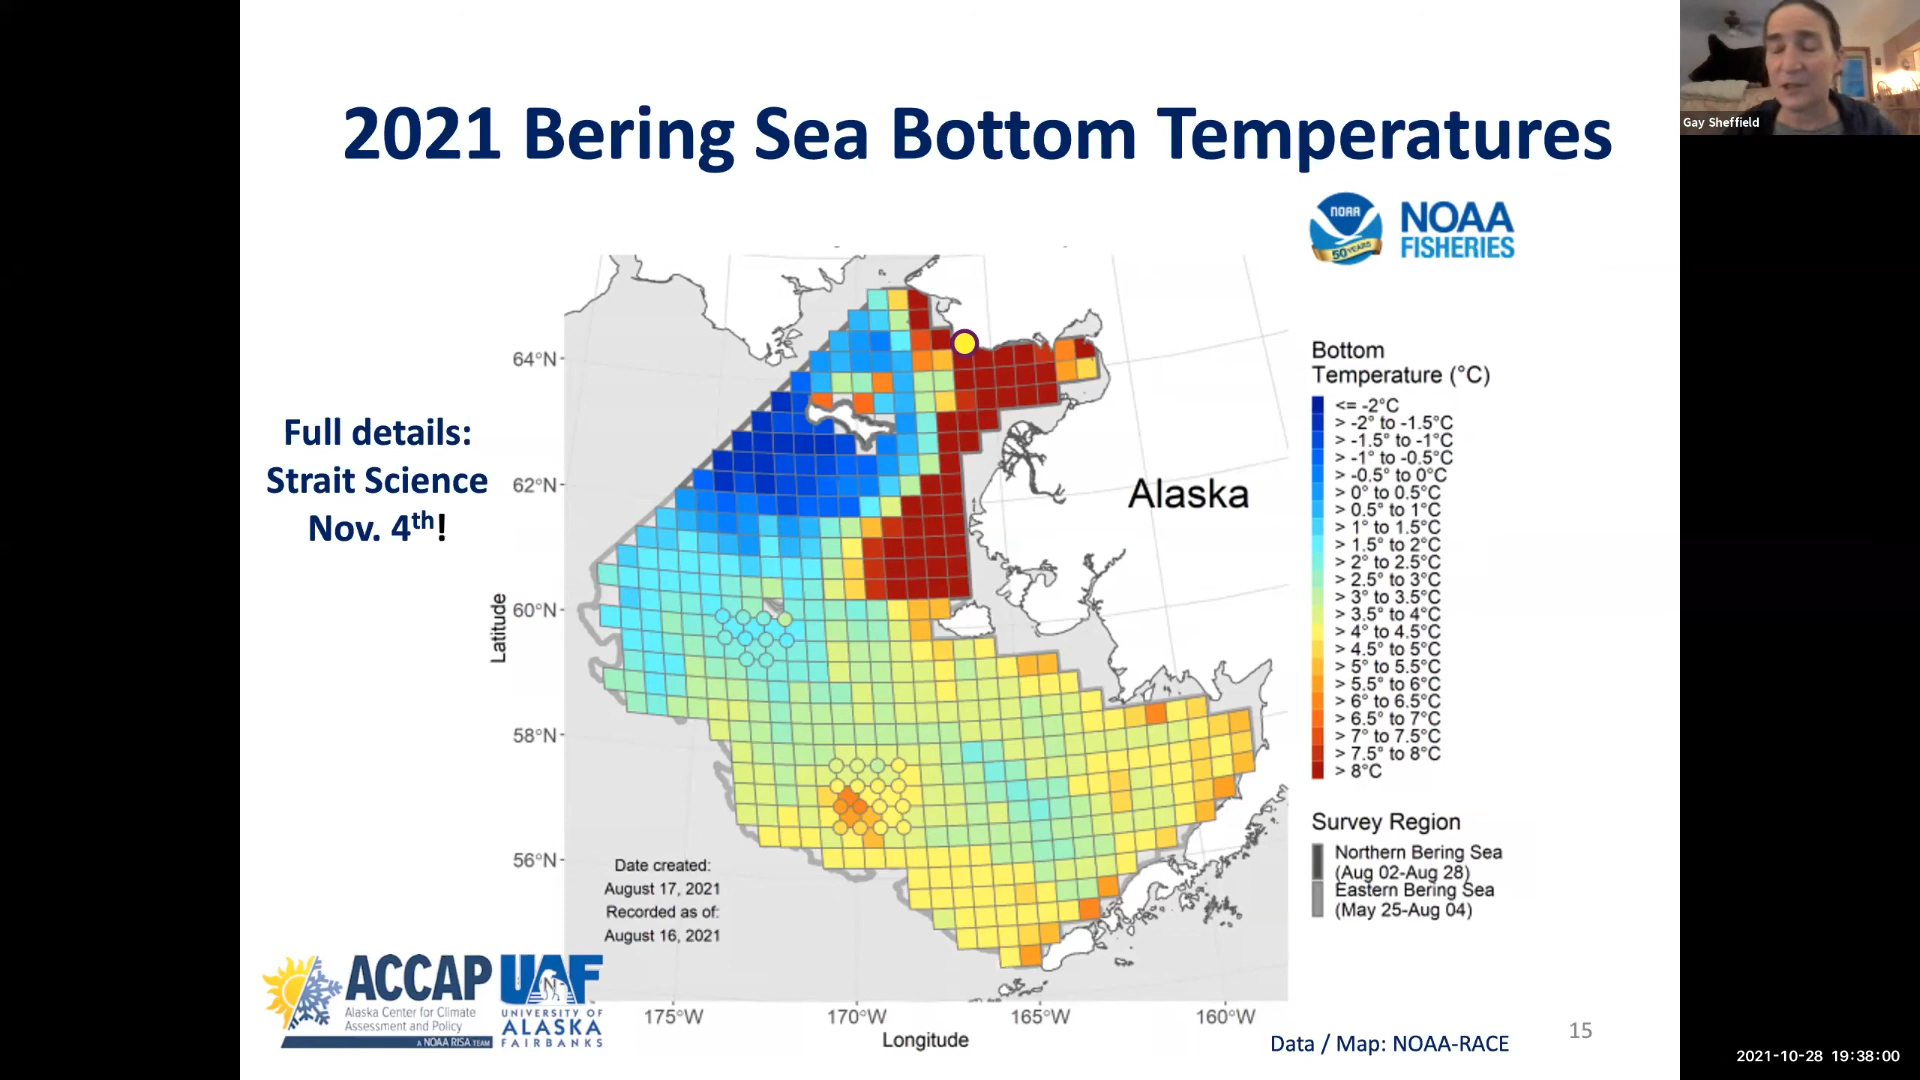 2021 Bering Sea Bottom Temperatures
Gay Sheffield
NOAA
50 YEARS
NOAA
FISHERIES
Full details:
Strait Science
Nov. 4th!
Latitude
64°N
62°N
60°N
58°N
56°N
Alaska
Date created:
August 17, 2021
Recorded as of:
August 16, 2021
175°W
170°W
165°W
160°W
Longitude
Bottom
Temperature (°C)
<= -2°C
> -2° to -1.5°C
> -1.5° to -1°C
> -1° to -0.5°C
> -0.5° to 0°C
> 0° to 0.5°C
> 0.5° to 1°C
> 1° to 1.5°C
> 1.5° to 2°C
> 2° to 2.5°C
> 2.5° to 3°C
> 3° to 3.5°C
> 3.5° to 4°C
> 4° to 4.5°C
> 4.5° to 5°C
> 5° to 5.5°C
> 5.5° to 6°C
> 6° to 6.5°C
> 6.5° to 7°C
> 7° to 7.5°C
> 7.5° to 8°C
> 8°C
Survey Region
Northern Bering Sea
(Aug 02-Aug 28)
Eastern Bering Sea
(May 25-Aug 04)
ACCAP
Alaska Center for Climate
Assessment and Policy
A NOAA RISA TEAM
UAF
N
UNIVERSITY OF
ALASKA
FAIRBANKS
Data / Map: NOAA-RACE
15
2021-10-28 19:38:00